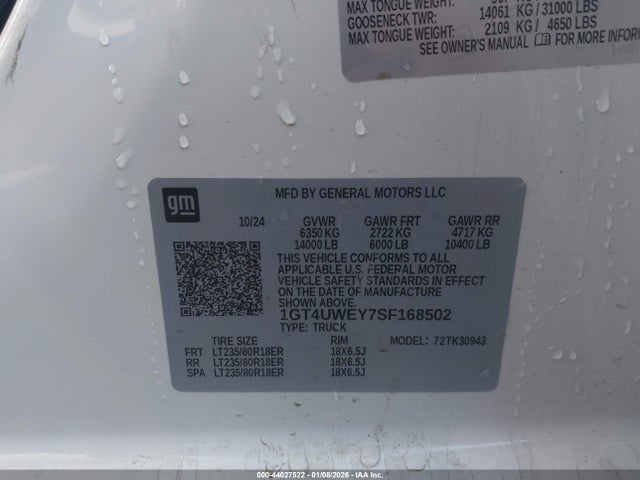 MAX TONGUE WEIGHT:
GOOSENECK TWR: 14061 KG / 31000 LBS
MAX TONGUE WEIGHT: 2109 KG / 4650 LBS
SEE OWNER'S MANUAL FOR MORE INFORMATION
gm
MFD BY GENERAL MOTORS LLC
10/24 GVWR GAWR FRT GAWR RR
6350 KG 2722 KG 4717 KG
14000 LB 6000 LB 10400 LB
THIS VEHICLE CONFORMS TO ALL
APPLICABLE U.S. FEDERAL MOTOR
VEHICLE SAFETY STANDARDS IN EFFECT
ON THE DATE OF MANUFACTURE
SHOWN ABOVE.
1GT4UWEY7SF168502
TYPE: TRUCK
TIRE SIZE RIM MODEL: 72TK30943
FRT LT235/80R18ER 18X6.5J
RR LT235/80R18ER 18X6.5J
SPA LT235/80R18ER 18X6.5J
000-44027522 | 01/08/2026 - IAAI.COM